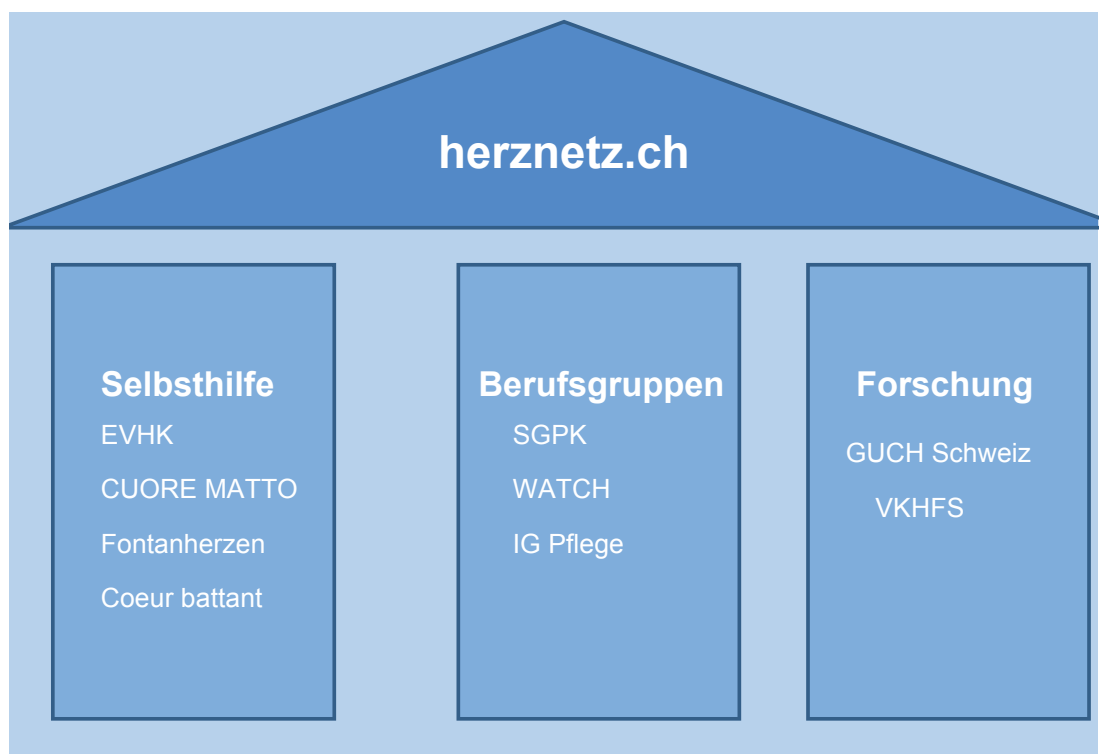 herznetz.ch
Selbsthilfe
EVHK
CUORE MATTO
Fontanherzen
Coeur battant
Berufsgruppen
SGPK
WATCH
IG Pflege
Forschung
GUCH Schweiz
VKHFS